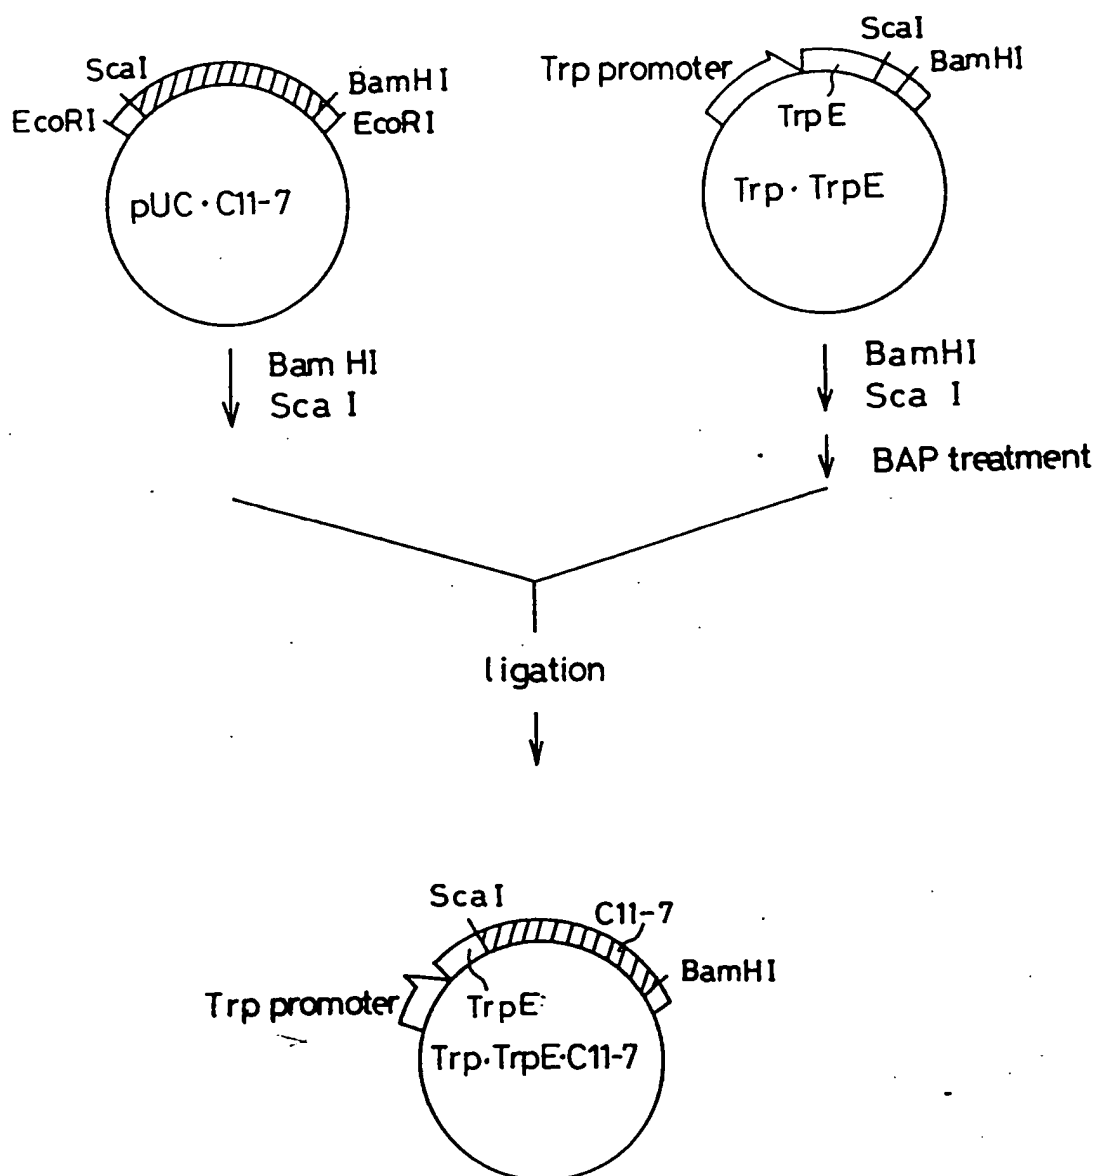 ScaI
BamHI
EcoRI
EcoRI
pUC·C11-7
Trp promoter
ScaI
BamHI
TrpE
Trp·TrpE
Bam HI
Sca I
BamHI
Sca I
BAP treatment
ligation
ScaI
C11-7
BamHI
Trp promoter
TrpE
Trp·TrpE·C11-7